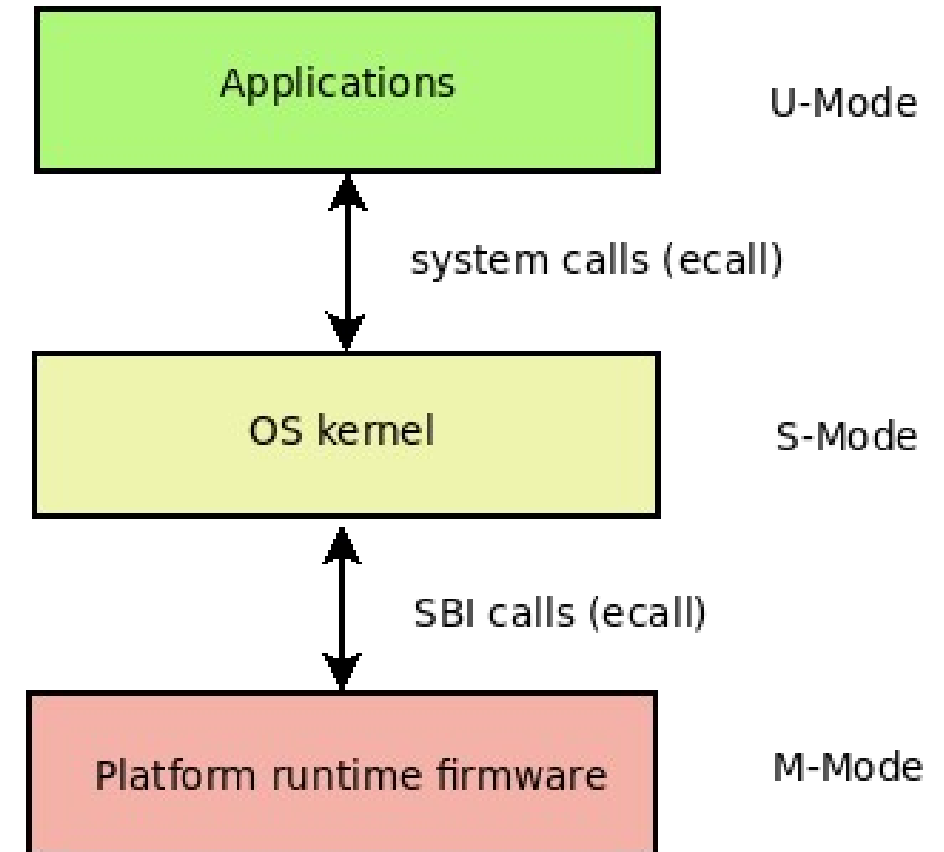 Applications
U-Mode
system calls (ecall)
OS kernel
S-Mode
SBI calls (ecall)
Platform runtime firmware
M-Mode